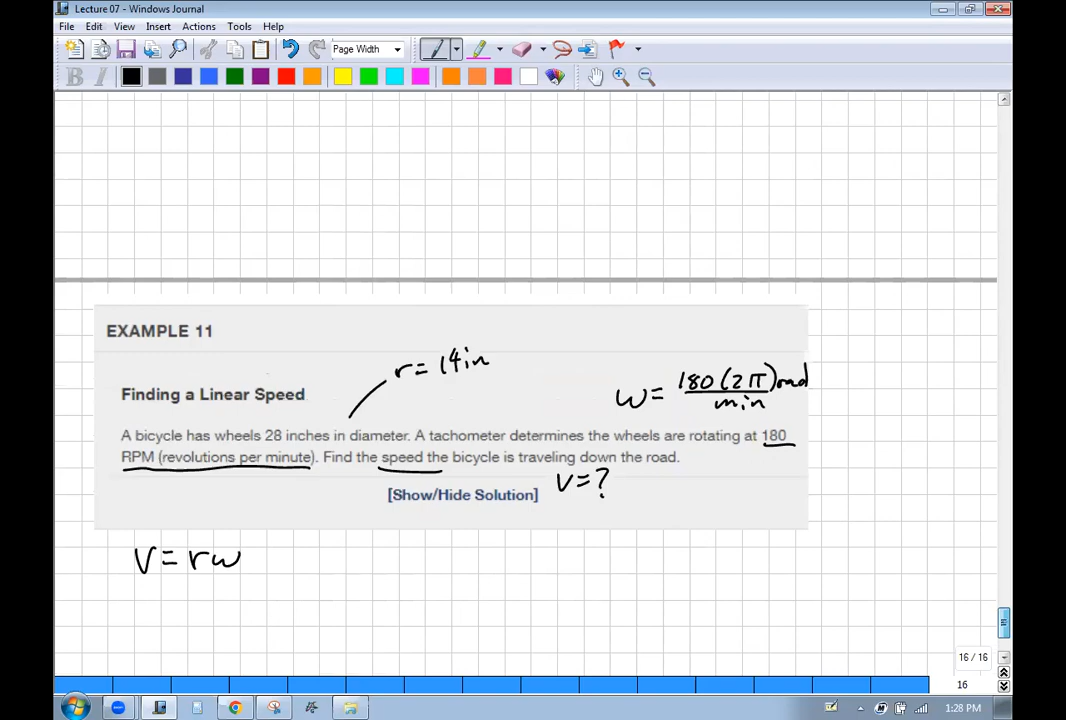 Lecture 07 - Windows Journal
File Edit View Insert Actions Tools Help
Page Width
B I
EXAMPLE 11
r = 14 in
Finding a Linear Speed
ω = 180 (2π) rad
min
A bicycle has wheels 28 inches in diameter. A tachometer determines the wheels are rotating at 180
RPM (revolutions per minute). Find the speed the bicycle is traveling down the road.
v = ?
[Show/Hide Solution]
V = rω
16 / 16
16
1:28 PM